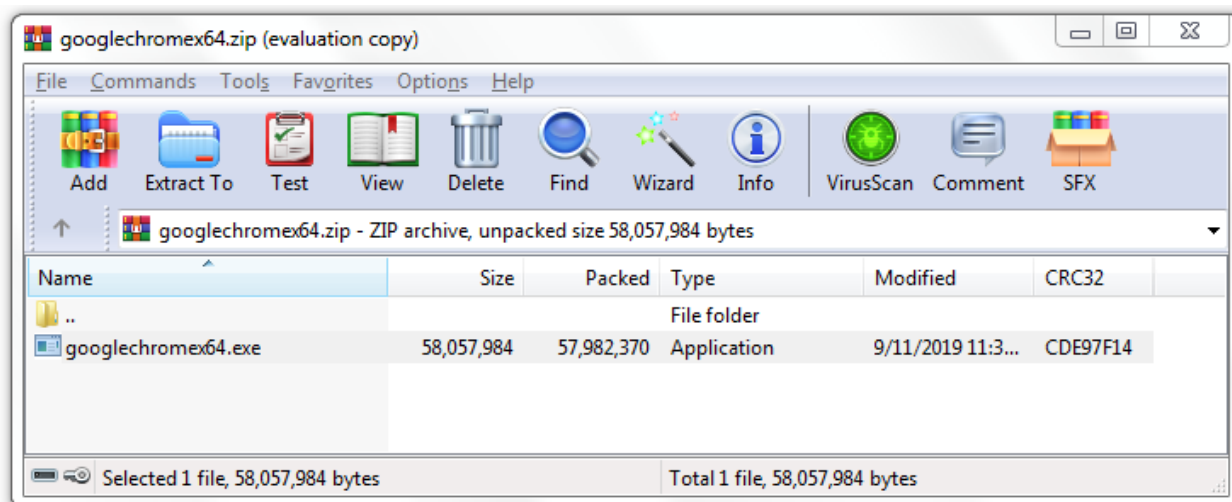 googlechromex64.zip (evaluation copy)
File Commands Tools Favorites Options Help
Add Extract To Test View Delete Find Wizard Info VirusScan Comment SFX
googlechromex64.zip - ZIP archive, unpacked size 58,057,984 bytes
Name Size Packed Type Modified CRC32
.. File folder
googlechromex64.exe 58,057,984 57,982,370 Application 9/11/2019 11:3... CDE97F14
Selected 1 file, 58,057,984 bytes Total 1 file, 58,057,984 bytes